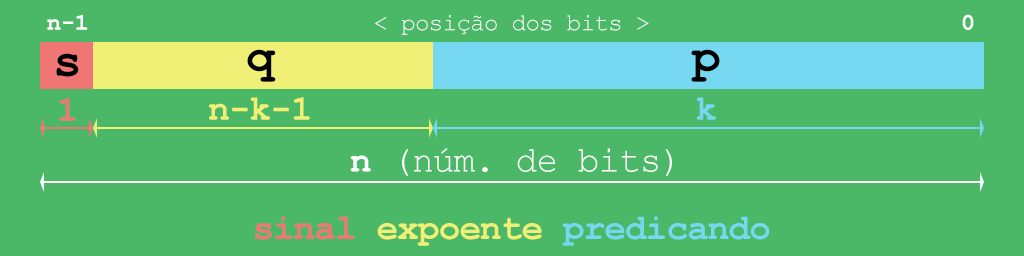 n-1 < posição dos bits > 0
s q p
1 n-k-1 k
n (núm. de bits)
sinal expoente predicando